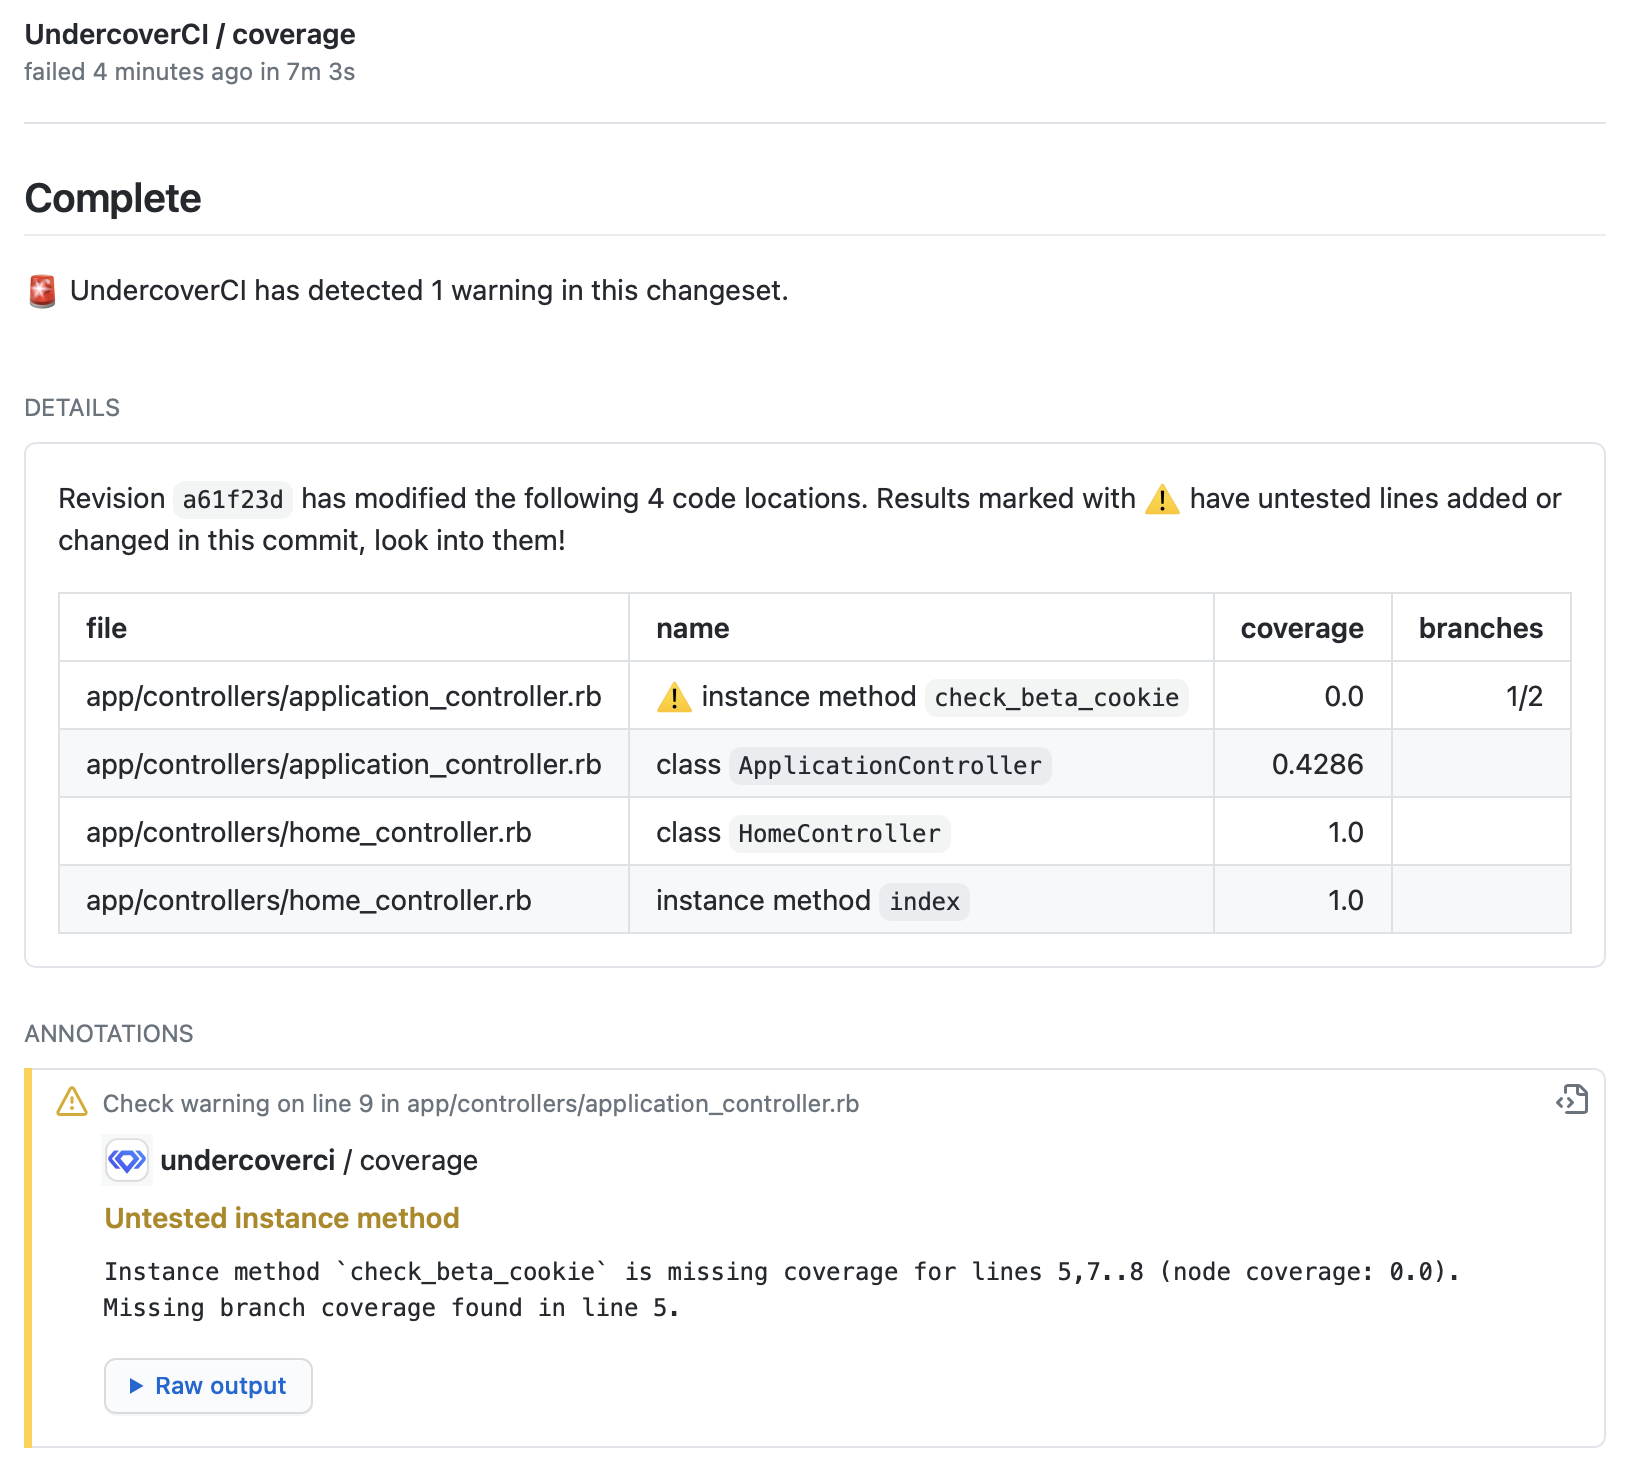 UndercoverCI / coverage
failed 4 minutes ago in 7m 3s
Complete
🚨 UndercoverCI has detected 1 warning in this changeset.
DETAILS
Revision a61f23d has modified the following 4 code locations. Results marked with ⚠️ have untested lines added or
changed in this commit, look into them!
file name coverage branches
app/controllers/application_controller.rb ⚠️ instance method check_beta_cookie 0.0 1/2
app/controllers/application_controller.rb class ApplicationController 0.4286
app/controllers/home_controller.rb class HomeController 1.0
app/controllers/home_controller.rb instance method index 1.0
ANNOTATIONS
Check warning on line 9 in app/controllers/application_controller.rb
undercoverci / coverage
Untested instance method
Instance method `check_beta_cookie` is missing coverage for lines 5,7..8 (node coverage: 0.0).
Missing branch coverage found in line 5.
Raw output